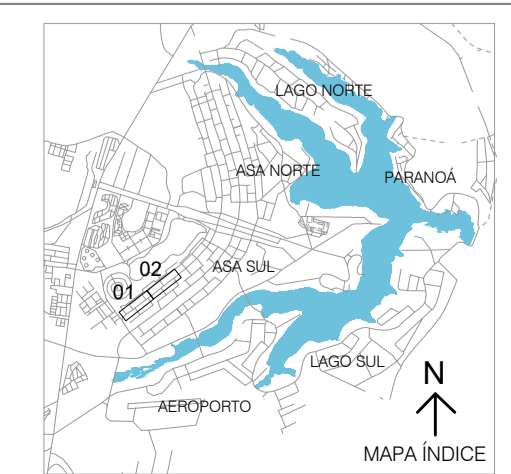 LAGO NORTE
ASA NORTE
PARANOÁ
02
ASA SUL
01
LAGO SUL
N
AEROPORTO
MAPA ÍNDICE